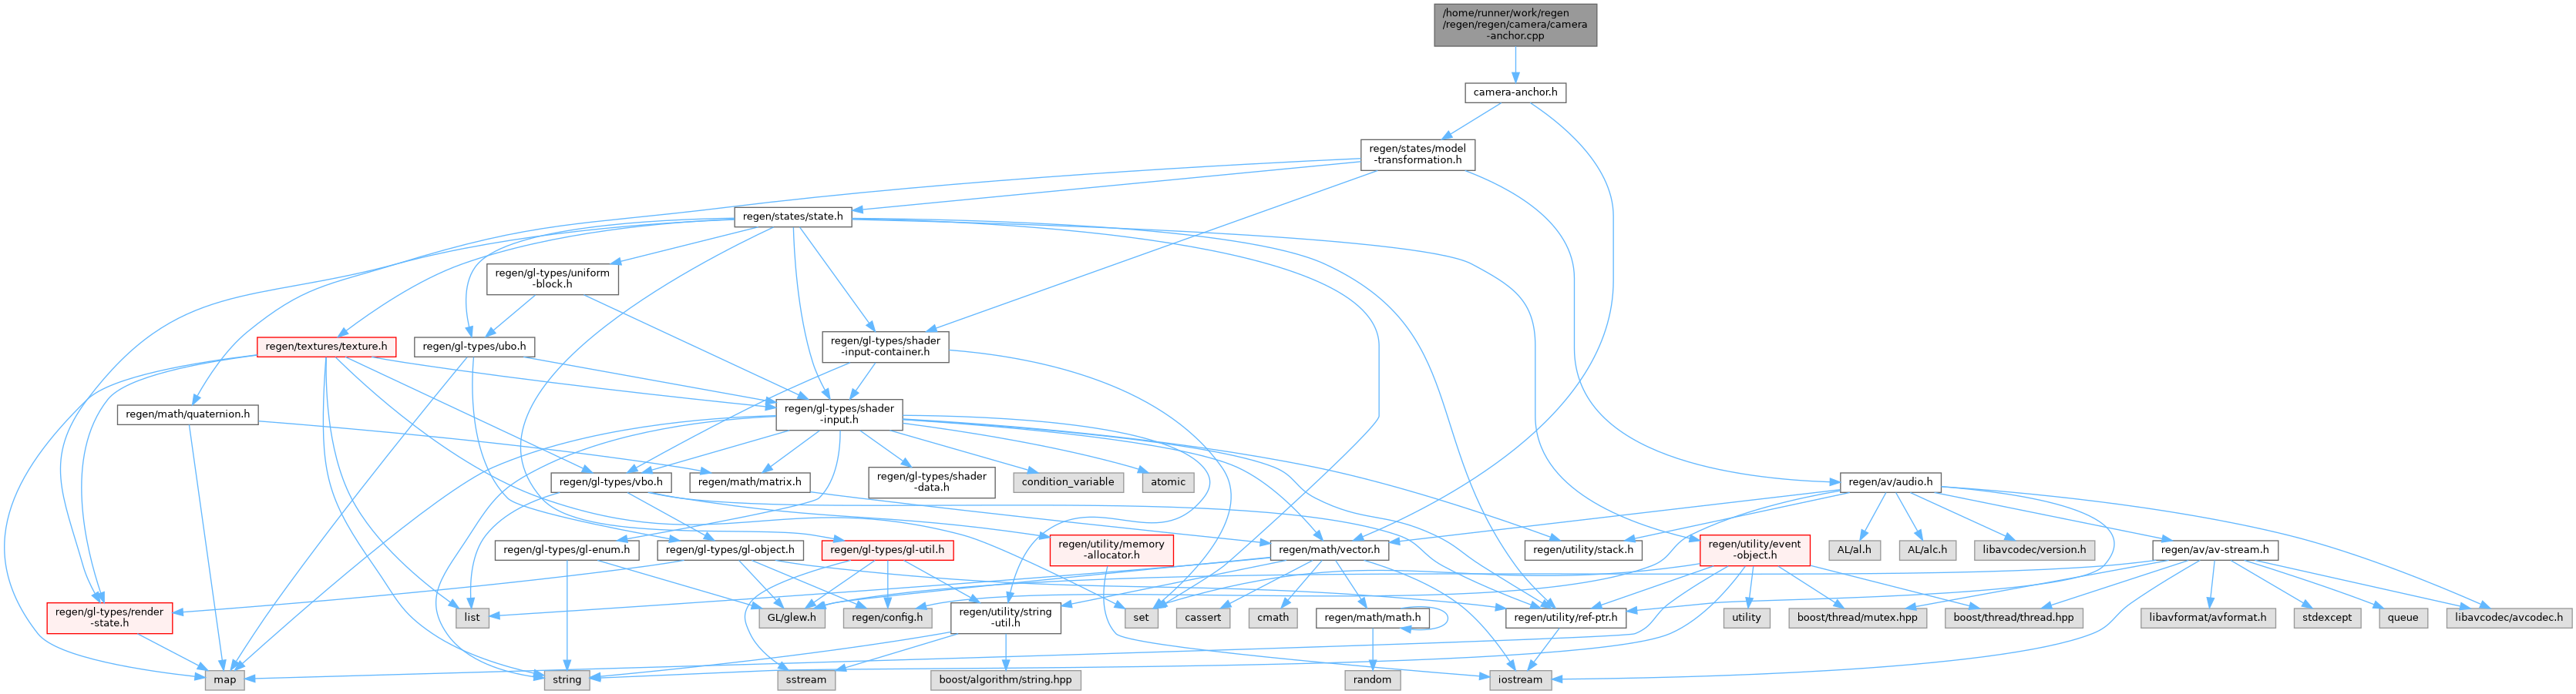 /home/runner/work/regen
/regen/regen/camera/camera
-anchor.cpp
camera-anchor.h
regen/states/model
-transformation.h
regen/states/state.h
regen/gl-types/uniform
-block.h
regen/textures/texture.h
regen/gl-types/ubo.h
regen/gl-types/shader
-input-container.h
regen/math/quaternion.h
regen/gl-types/shader
-input.h
regen/gl-types/vbo.h
regen/math/matrix.h
regen/gl-types/shader
-data.h
condition_variable
atomic
regen/av/audio.h
regen/gl-types/gl-enum.h
regen/gl-types/gl-object.h
regen/gl-types/gl-util.h
regen/utility/memory
-allocator.h
regen/math/vector.h
regen/utility/stack.h
regen/utility/event
-object.h
AL/al.h
AL/alc.h
libavcodec/version.h
regen/av/av-stream.h
regen/gl-types/render
-state.h
list
GL/glew.h
regen/config.h
regen/utility/string
-util.h
set
cassert
cmath
regen/math/math.h
regen/utility/ref-ptr.h
utility
boost/thread/mutex.hpp
boost/thread/thread.hpp
libavformat/avformat.h
stdexcept
queue
libavcodec/avcodec.h
map
string
sstream
boost/algorithm/string.hpp
random
iostream